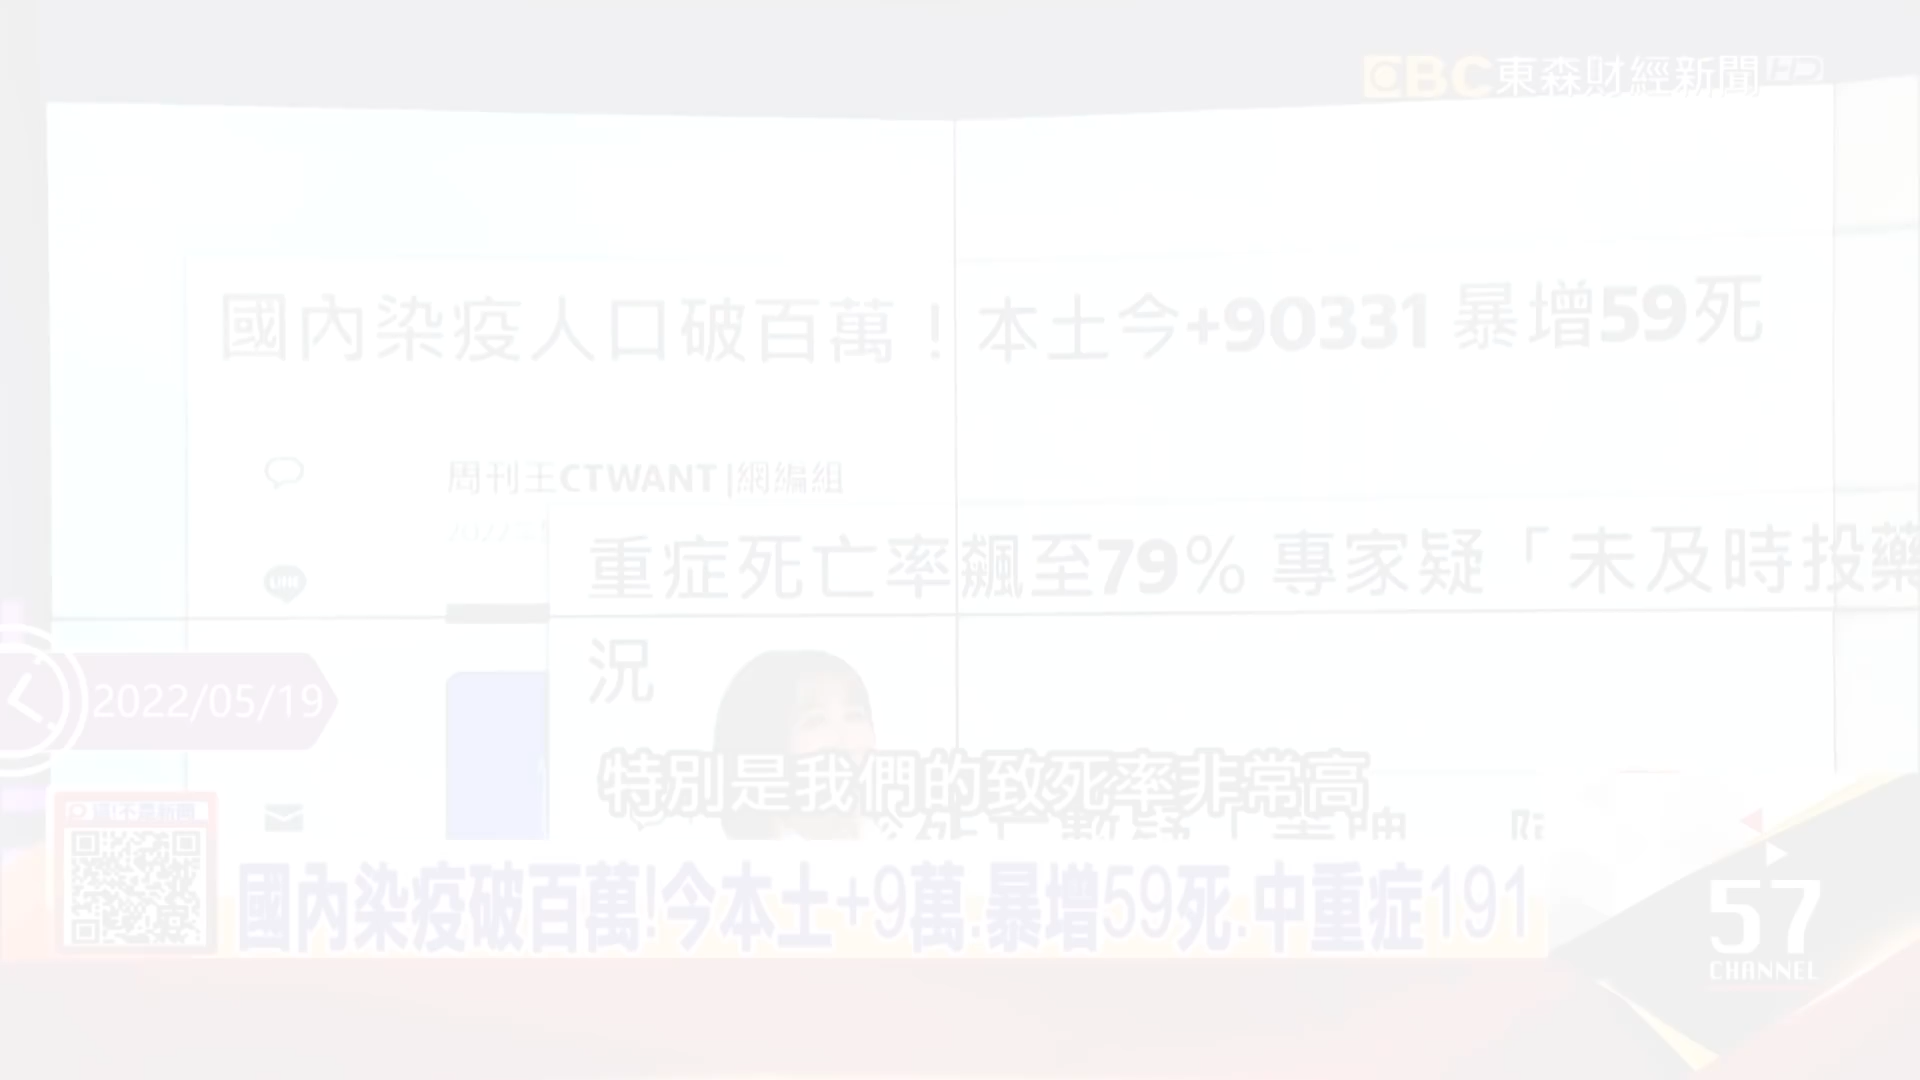 EBC東森財經新聞HD
國內染疫人口破百萬！本土今+90331 暴增59死
周刊王CTWANT |網編組
重症死亡率飆至79% 專家疑「未及時投藥
LINE
況
2022/05/19
特別是我們的致死率非常高
國內染疫破百萬!今本土+9萬.暴增59死.中重症191
57
CHANNEL